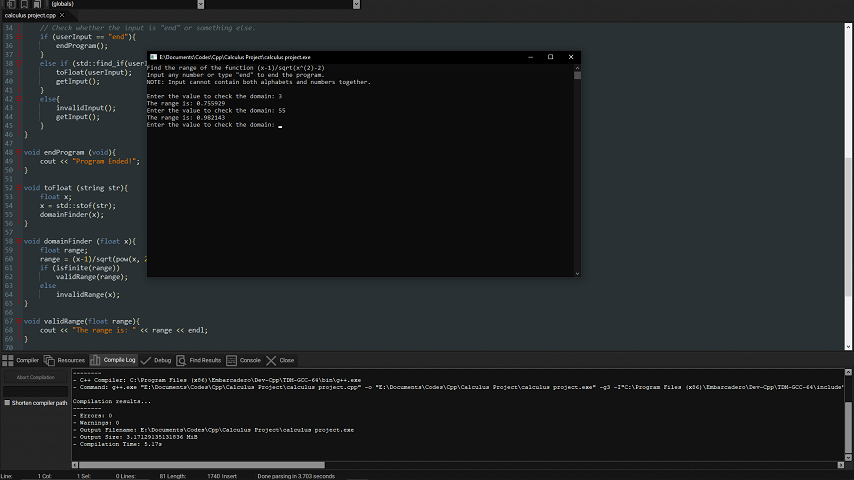 (globals)
calculus project.cpp
34 // Check whether the input is "end" or something else.
35 if (userInput == "end"){
36 endProgram();
37 }
38 else if (std::find_if(userI
39 toFloat(userInput);
40 getInput();
41 }
42 else{
43 invalidInput();
44 getInput();
45 }
46 }
47
48 void endProgram (void){
49 cout << "Program Ended!";
50 }
51
52 void toFloat (string str){
53 float x;
54 x = std::stof(str);
55 domainFinder(x);
56 }
57
58 void domainFinder (float x){
59 float range;
60 range = (x-1)/sqrt(pow(x, 2
61 if (isfinite(range))
62 validRange(range);
63 else
64 invalidRange(x);
65 }
66
67 void validRange(float range){
68 cout << "The range is: " << range << endl;
69 }
70
E:\Documents\Codes\Cpp\Calculus Project\calculus project.exe
Find the range of the function (x-1)/sqrt(x^(2)-2)
Input any number or type "end" to end the program.
NOTE: Input cannot contain both alphabets and numbers together.
Enter the value to check the domain: 3
The range is: 0.755929
Enter the value to check the domain: 55
The range is: 0.982143
Enter the value to check the domain: _
Compiler Resources Compile Log Debug Find Results Console Close
Abort Compilation
Shorten compiler path
--------
- C++ Compiler: C:\Program Files (x86)\Embarcadero\Dev-Cpp\TDM-GCC-64\bin\g++.exe
- Command: g++.exe "E:\Documents\Codes\Cpp\Calculus Project\calculus project.cpp" -o "E:\Documents\Codes\Cpp\Calculus Project\calculus project.exe" -g3 -I"C:\Program Files (x86)\Embarcadero\Dev-Cpp\TDM-GCC-64\include"
Compilation results...
--------
- Errors: 0
- Warnings: 0
- Output Filename: E:\Documents\Codes\Cpp\Calculus Project\calculus project.exe
- Output Size: 3.17129135131836 MiB
- Compilation Time: 5.17s
Line: 1 Col: 1 Sel: 0 Lines: 81 Length: 1740 Insert Done parsing in 3.703 seconds